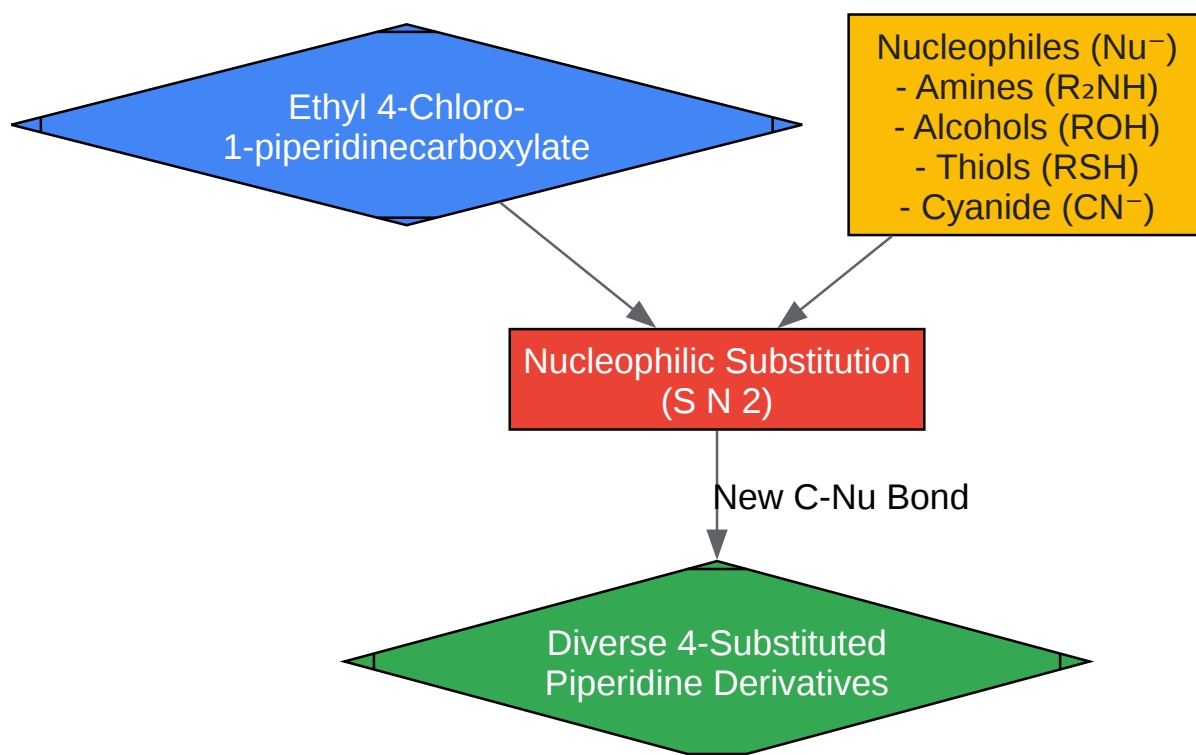 Ethyl 4-Chloro-
1-piperidinecarboxylate
Nucleophiles (Nu⁻)
- Amines (R₂NH)
- Alcohols (ROH)
- Thiols (RSH)
- Cyanide (CN⁻)
Nucleophilic Substitution
(S N 2)
New C-Nu Bond
Diverse 4-Substituted
Piperidine Derivatives